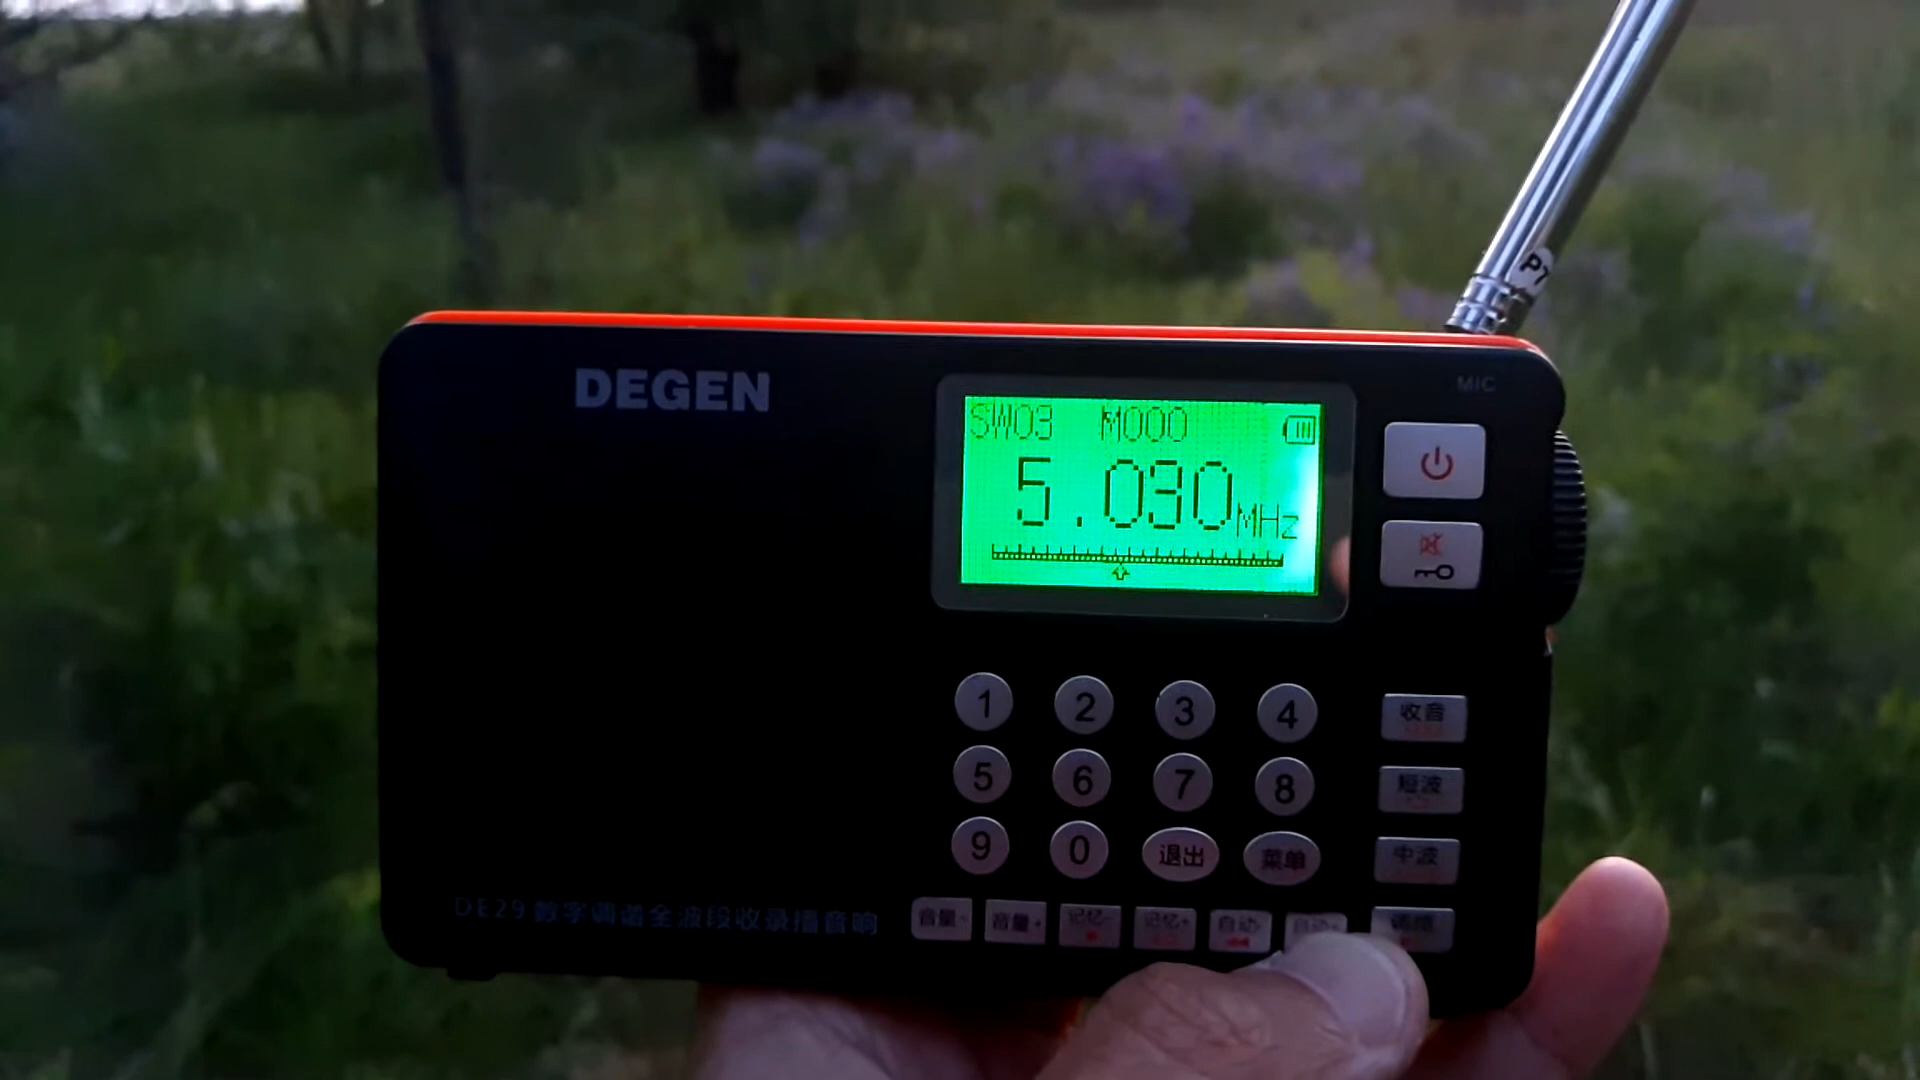 P7
MIC
DEGEN
SW03 M000
5.030MHz
1 2 3 4
收音
5 6 7 8
短波
9 0 退出 菜单
中波
DE29 数字调谐全波段收录播音响
音量- 音量+ 记忆- 记忆+ 自动- 自动+